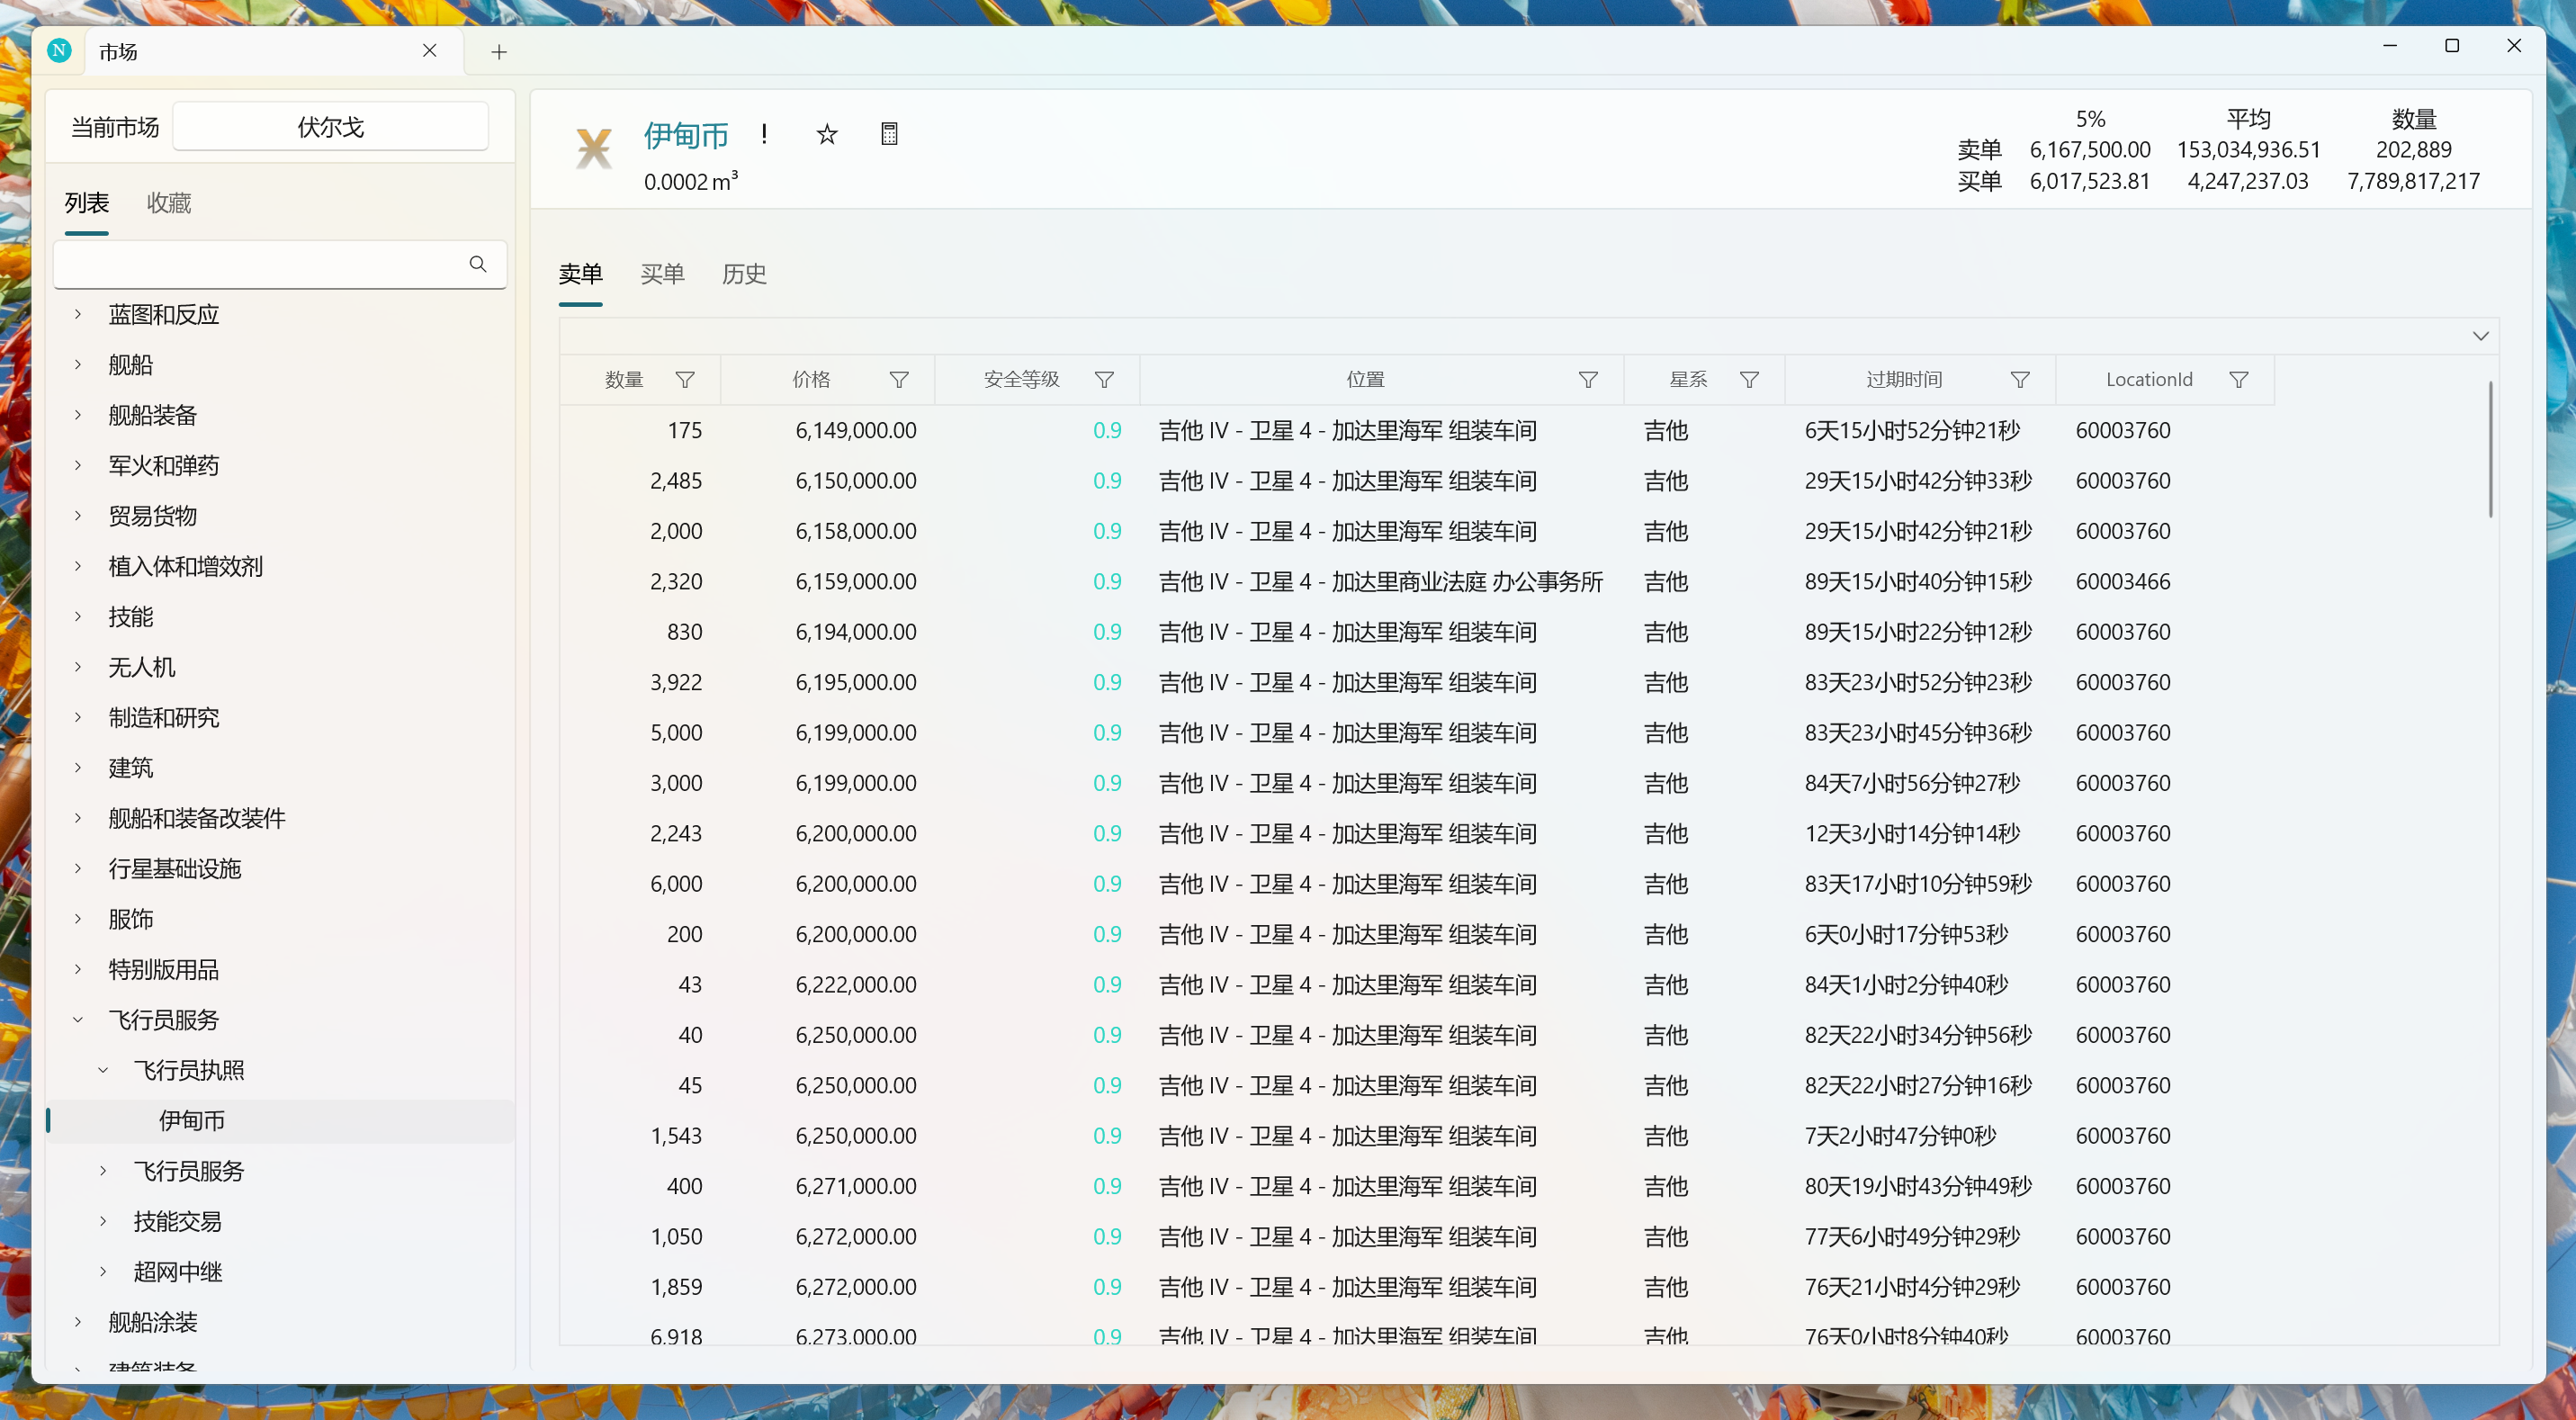 N 市场
当前市场 伏尔戈
列表 收藏
蓝图和反应
舰船
舰船装备
军火和弹药
贸易货物
植入体和增效剂
技能
无人机
制造和研究
建筑
舰船和装备改装件
行星基础设施
服饰
特别版用品
飞行员服务
飞行员执照
伊甸币
飞行员服务
技能交易
超网中继
舰船涂装
建筑装备
伊甸币 !
0.0002 m³
5% 平均 数量
卖单 6,167,500.00 153,034,936.51 202,889
买单 6,017,523.81 4,247,237.03 7,789,817,217
卖单 买单 历史
数量 价格 安全等级 位置 星系 过期时间 LocationId
175 6,149,000.00 0.9 吉他 IV - 卫星 4 - 加达里海军 组装车间 吉他 6天15小时52分钟21秒 60003760
2,485 6,150,000.00 0.9 吉他 IV - 卫星 4 - 加达里海军 组装车间 吉他 29天15小时42分钟33秒 60003760
2,000 6,158,000.00 0.9 吉他 IV - 卫星 4 - 加达里海军 组装车间 吉他 29天15小时42分钟21秒 60003760
2,320 6,159,000.00 0.9 吉他 IV - 卫星 4 - 加达里商业法庭 办公事务所 吉他 89天15小时40分钟15秒 60003466
830 6,194,000.00 0.9 吉他 IV - 卫星 4 - 加达里海军 组装车间 吉他 89天15小时22分钟12秒 60003760
3,922 6,195,000.00 0.9 吉他 IV - 卫星 4 - 加达里海军 组装车间 吉他 83天23小时52分钟23秒 60003760
5,000 6,199,000.00 0.9 吉他 IV - 卫星 4 - 加达里海军 组装车间 吉他 83天23小时45分钟36秒 60003760
3,000 6,199,000.00 0.9 吉他 IV - 卫星 4 - 加达里海军 组装车间 吉他 84天7小时56分钟27秒 60003760
2,243 6,200,000.00 0.9 吉他 IV - 卫星 4 - 加达里海军 组装车间 吉他 12天3小时14分钟14秒 60003760
6,000 6,200,000.00 0.9 吉他 IV - 卫星 4 - 加达里海军 组装车间 吉他 83天17小时10分钟59秒 60003760
200 6,200,000.00 0.9 吉他 IV - 卫星 4 - 加达里海军 组装车间 吉他 6天0小时17分钟53秒 60003760
43 6,222,000.00 0.9 吉他 IV - 卫星 4 - 加达里海军 组装车间 吉他 84天1小时2分钟40秒 60003760
40 6,250,000.00 0.9 吉他 IV - 卫星 4 - 加达里海军 组装车间 吉他 82天22小时34分钟56秒 60003760
45 6,250,000.00 0.9 吉他 IV - 卫星 4 - 加达里海军 组装车间 吉他 82天22小时27分钟16秒 60003760
1,543 6,250,000.00 0.9 吉他 IV - 卫星 4 - 加达里海军 组装车间 吉他 7天2小时47分钟0秒 60003760
400 6,271,000.00 0.9 吉他 IV - 卫星 4 - 加达里海军 组装车间 吉他 80天19小时43分钟49秒 60003760
1,050 6,272,000.00 0.9 吉他 IV - 卫星 4 - 加达里海军 组装车间 吉他 77天6小时49分钟29秒 60003760
1,859 6,272,000.00 0.9 吉他 IV - 卫星 4 - 加达里海军 组装车间 吉他 76天21小时4分钟29秒 60003760
6,918 6,273,000.00 0.9 吉他 IV - 卫星 4 - 加达里海军 组装车间 吉他 76天0小时8分钟40秒 60003760